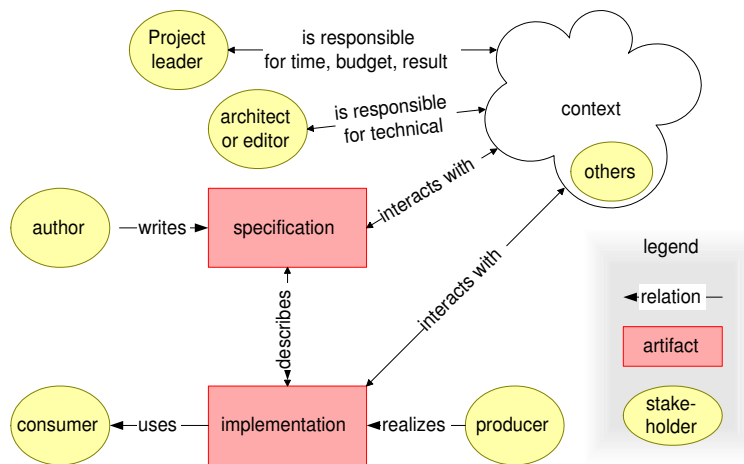 Project
leader
is responsible
for time, budget, result
architect
or editor
is responsible
for technical
context
others
author
writes
specification
interacts with
interacts with
describes
consumer
uses
implementation
realizes
producer
legend
relation
artifact
stake-
holder